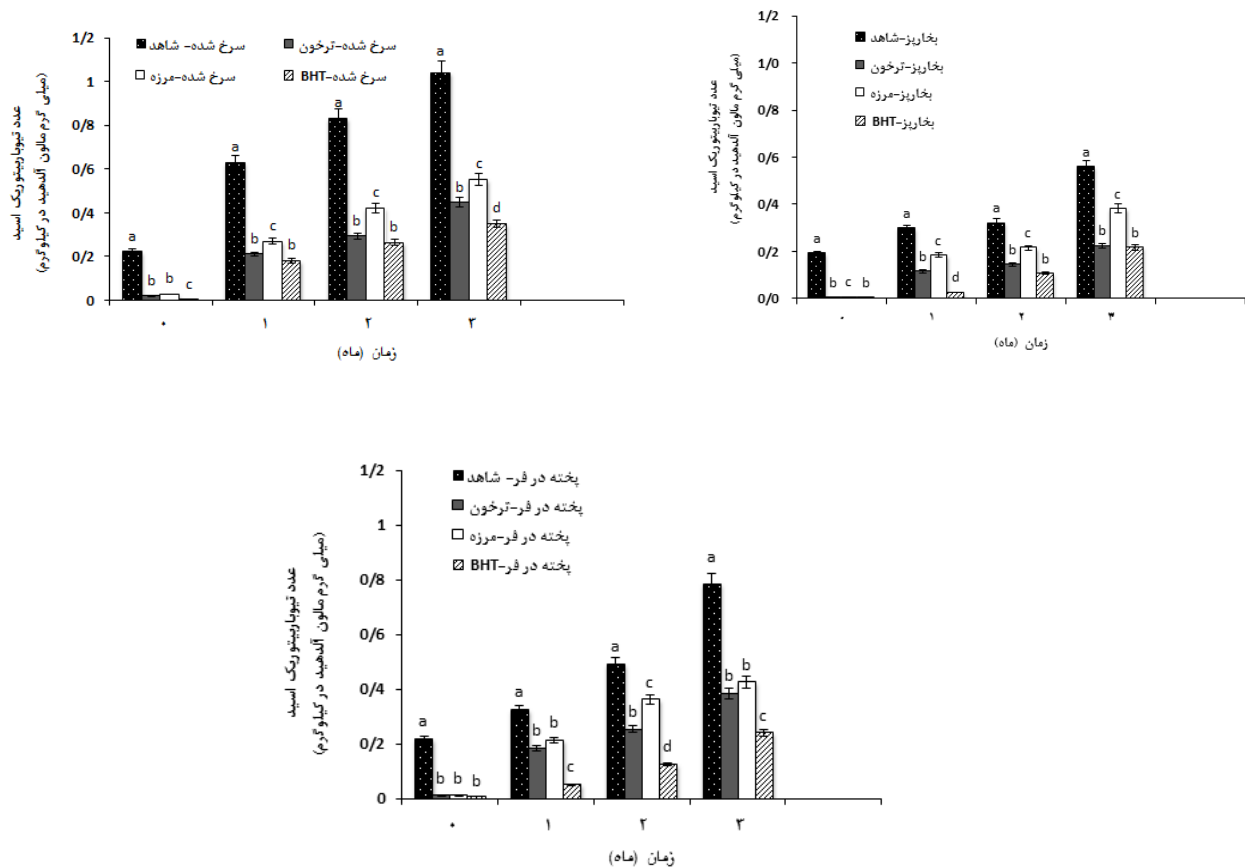 1/2
1
0/8
0/6
0/4
0/2
0
عدد تیوباربیتوریک اسید
(میلی گرم مالون آلدهید در کیلوگرم)
سرخ شده- شاهد
سرخ شده-ترخون
سرخ شده-مرزه
سرخ شده-BHT
a b b c
a b c b
a b c b
a b c d
۰ ۱ ۲ ۳
زمان (ماه)
1/2
1/0
0/8
0/6
0/4
0/2
0/0
عدد تیوباربیتوریک اسید
(میلی گرم مالون آلدهید در کیلوگرم)
بخارپز-شاهد
بخارپز-ترخون
بخارپز-مرزه
بخارپز-BHT
a b c b
a b c d
a b c b
a b c b
۰ ۱ ۲ ۳
زمان (ماه)
1/2
1
0/8
0/6
0/4
0/2
0
عدد تیوباربیتوریک اسید
(میلی گرم مالون آلدهید در کیلوگرم)
پخته در فر- شاهد
پخته در فر-ترخون
پخته در فر-مرزه
پخته در فر-BHT
a b b b
a b b c
a b c d
a b b c
۰ ۱ ۲ ۳
زمان (ماه)